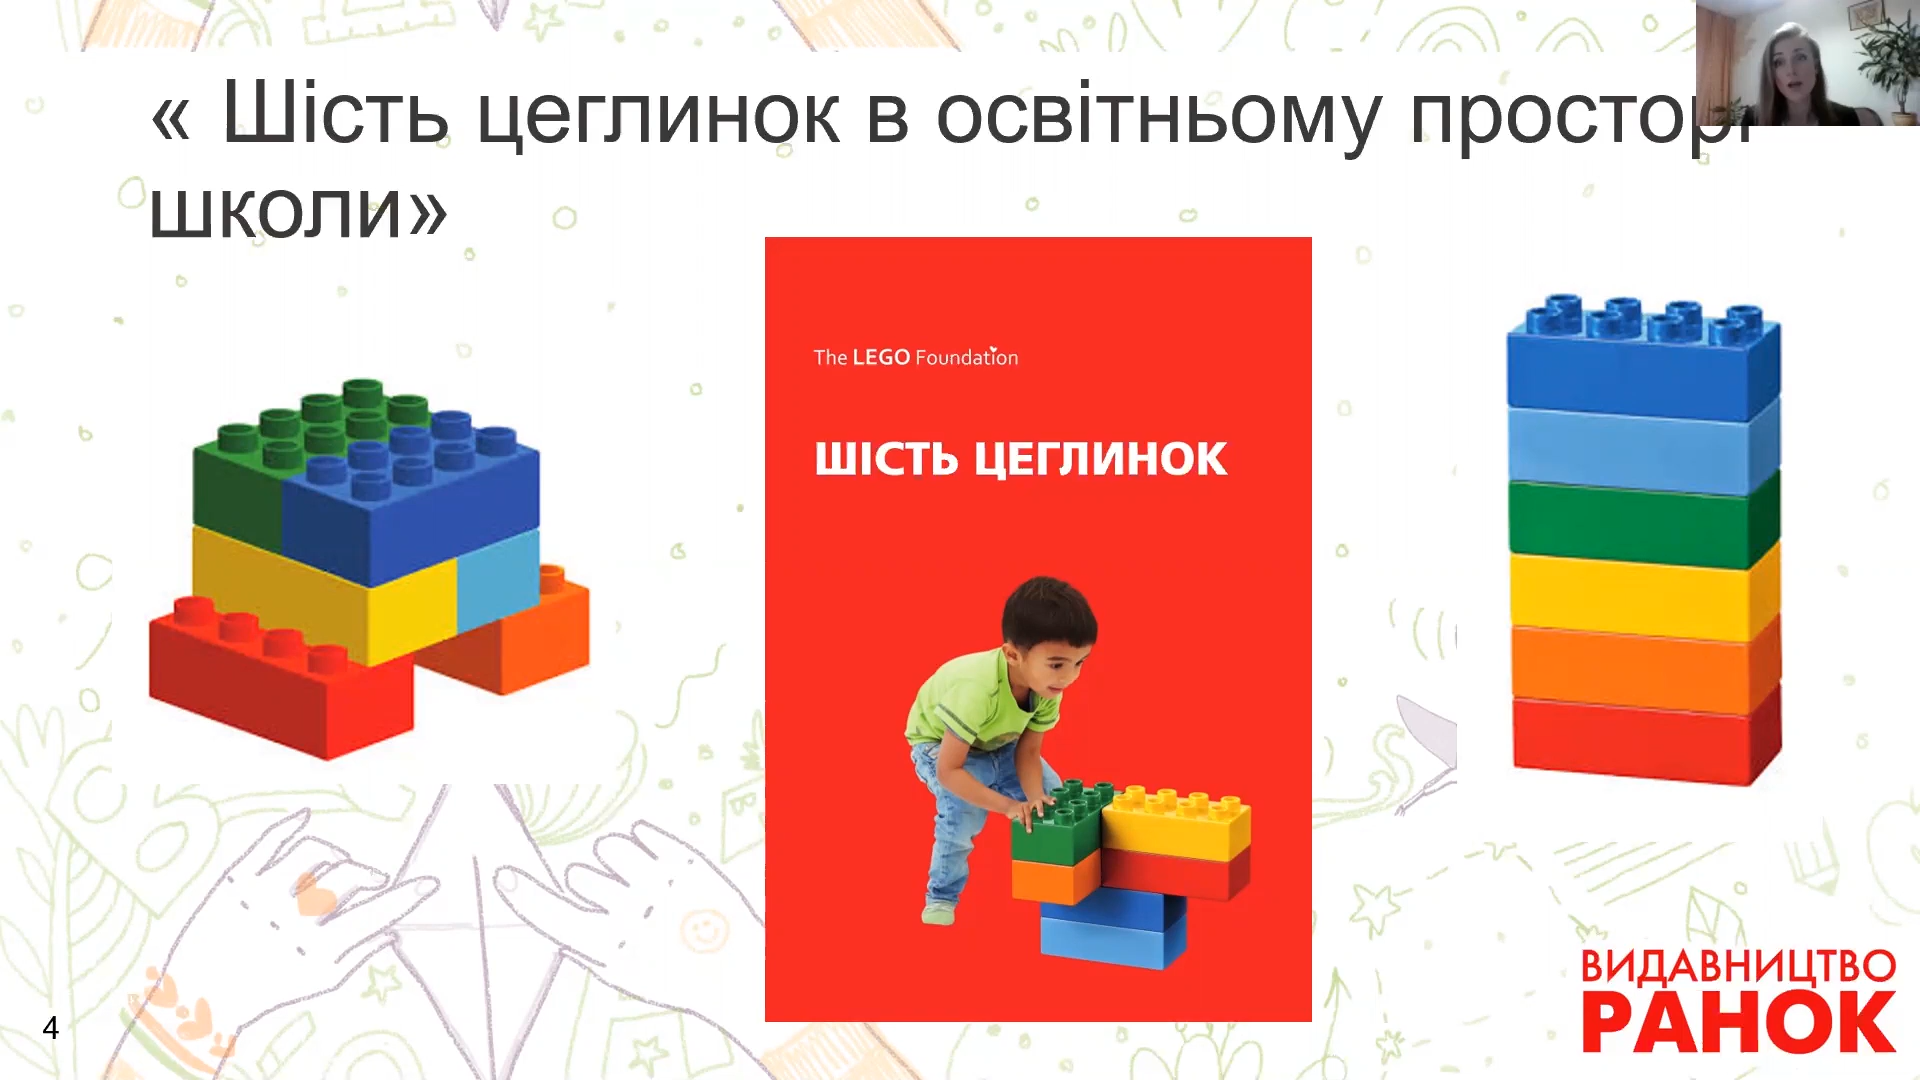 « Шість цеглинок в освітньому просторі
школи»
The LEGO Foundation
ШІСТЬ ЦЕГЛИНОК
ВИДАВНИЦТВО
РАНОК
4